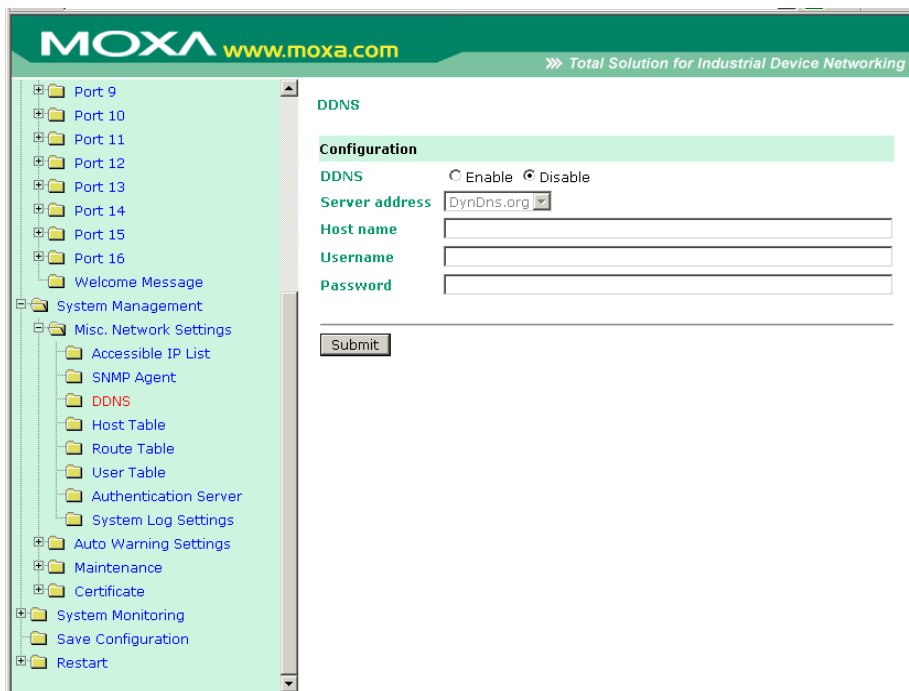 MOXA www.moxa.com
Total Solution for Industrial Device Networking
Port 9
Port 10
Port 11
Port 12
Port 13
Port 14
Port 15
Port 16
Welcome Message
System Management
Misc. Network Settings
Accessible IP List
SNMP Agent
DDNS
Host Table
Route Table
User Table
Authentication Server
System Log Settings
Auto Warning Settings
Maintenance
Certificate
System Monitoring
Save Configuration
Restart
DDNS
Configuration
DDNS Enable Disable
Server address DynDns.org
Host name
Username
Password
Submit